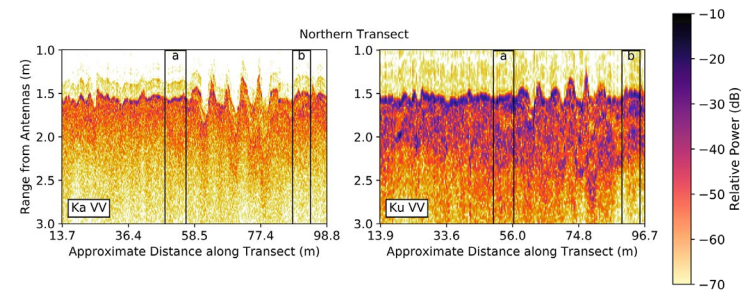 Northern Transect
Range from Antennas (m)
1.0
1.5
2.0
2.5
3.0
a
b
Ka VV
13.7 36.4 58.5 77.4 98.8
Approximate Distance along Transect (m)
1.0
1.5
2.0
2.5
3.0
a
b
Ku VV
13.9 33.6 56.0 74.8 96.7
Approximate Distance along Transect (m)
−10
−20
−30
−40
−50
−60
−70
Relative Power (dB)